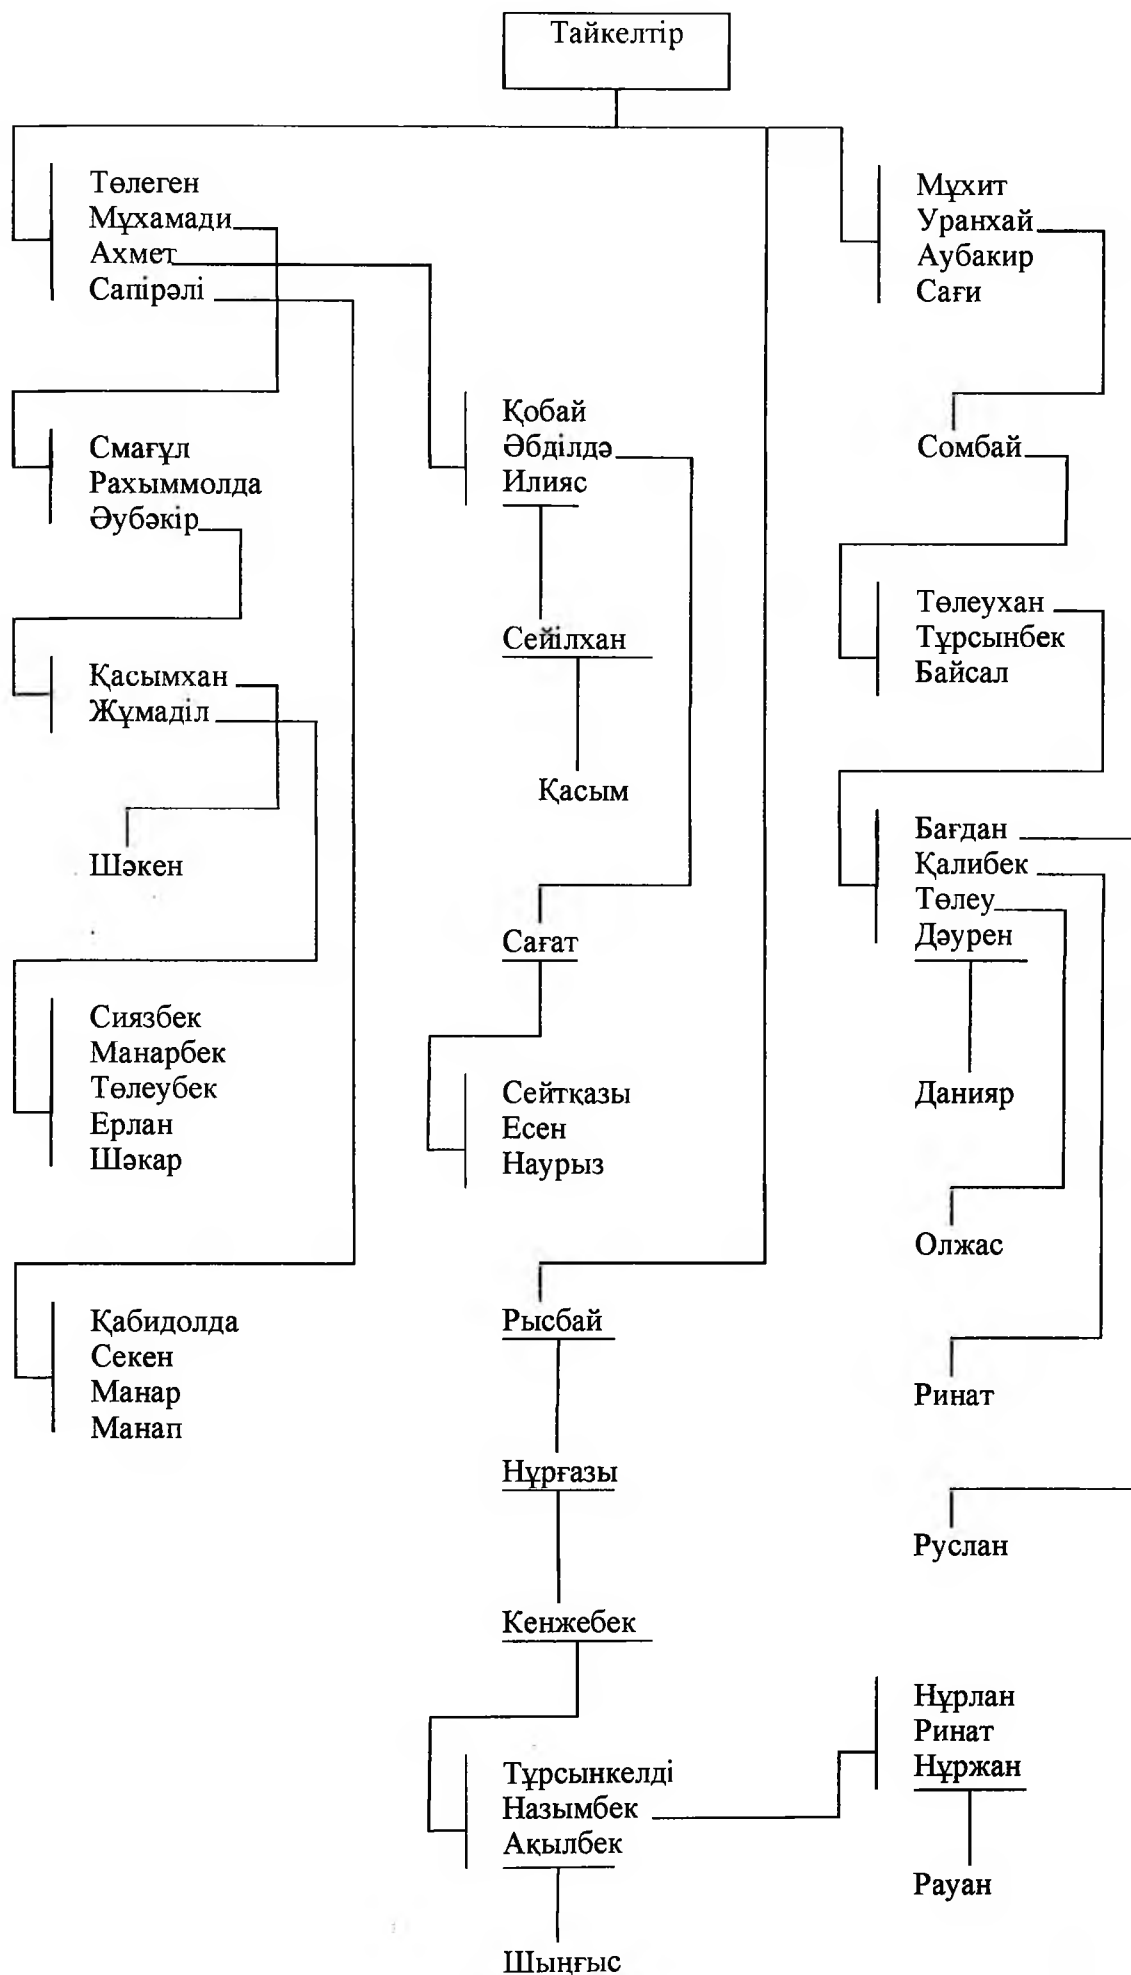 Тайкелтір
Төлеген
Мұхамади
Ахмет
Сапірәлі
Мұхит
Уранхай
Аубакир
Сағи
Смағұл
Рахыммолда
Әубәкір
Қобай
Әбділдә
Илияс
Сомбай
Қасымхан
Жұмаділ
Сейілхан
Төлеухан
Тұрсынбек
Байсал
Қасым
Шәкен
Бағдан
Қалибек
Төлеу
Дәурен
Сағат
Сиязбек
Манарбек
Төлеубек
Ерлан
Шәкар
Сейтқазы
Есен
Наурыз
Данияр
Олжас
Қабидолда
Секен
Манар
Манап
Рысбай
Ринат
Нұрғазы
Руслан
Кенжебек
Тұрсынкелді
Назымбек
Ақылбек
Нұрлан
Ринат
Нұржан
Рауан
Шыңғыс